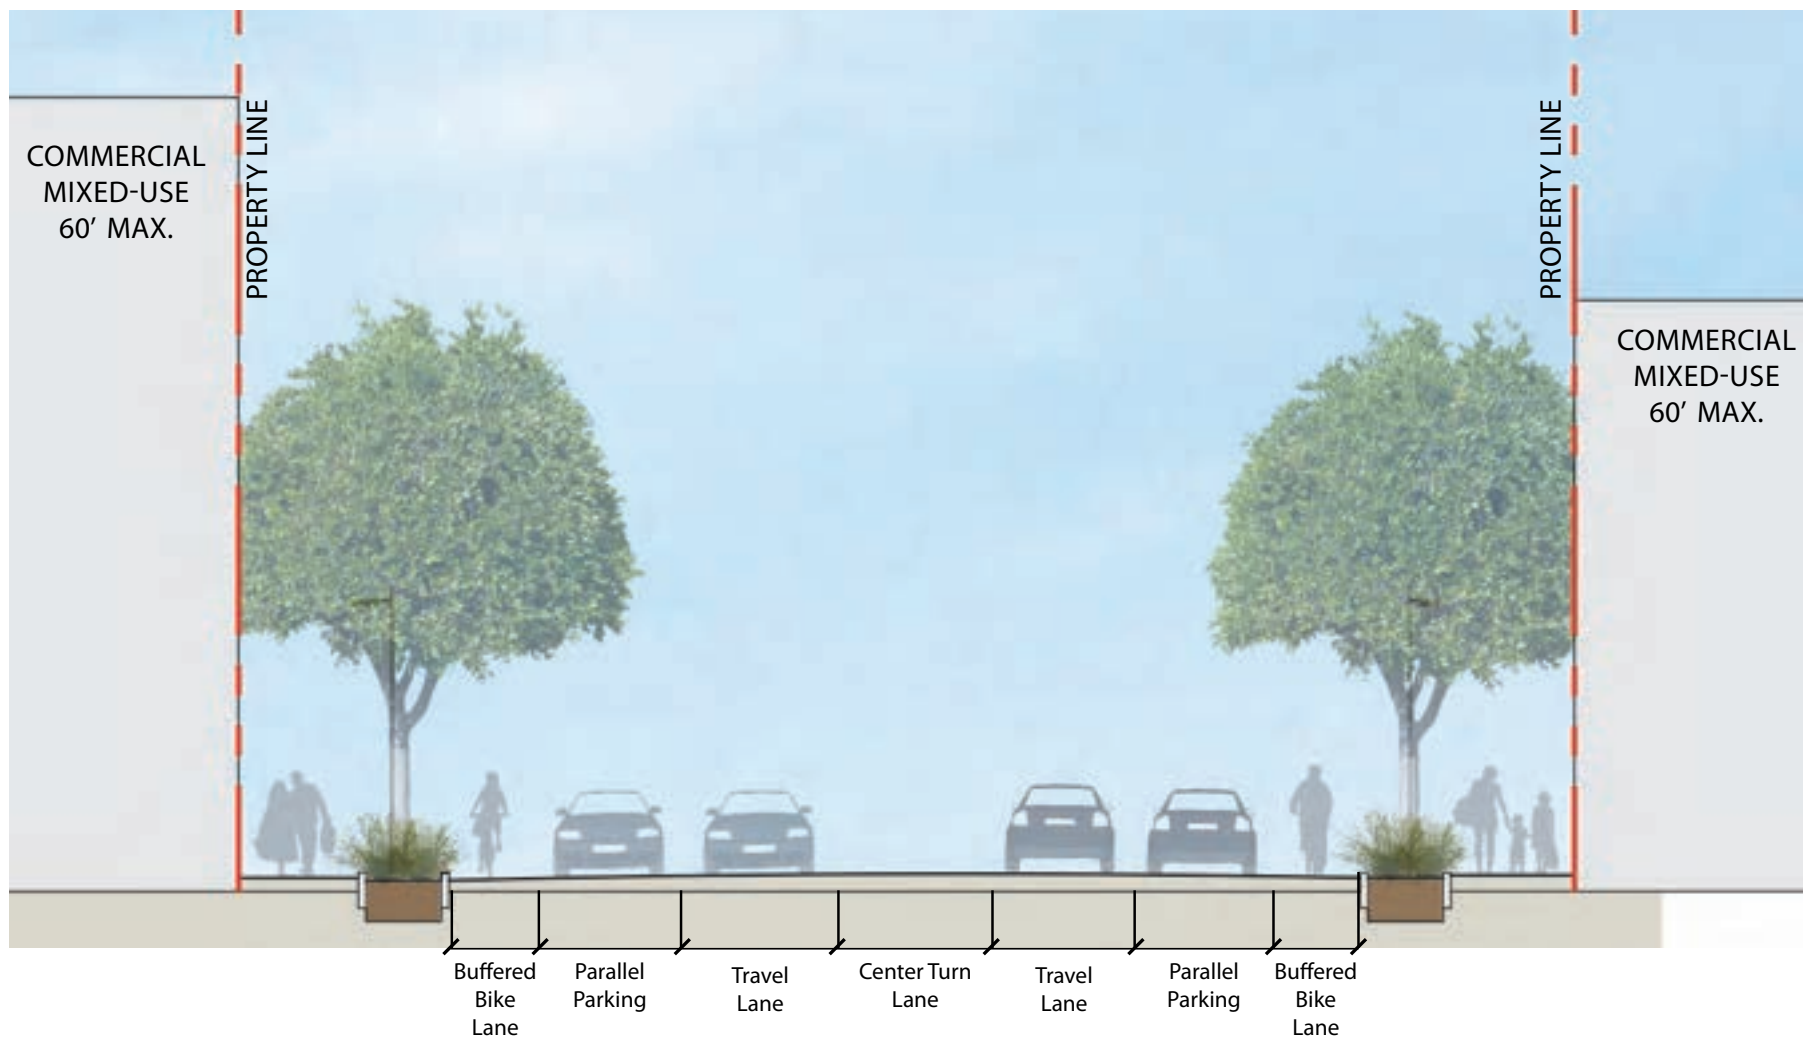 COMMERCIAL
MIXED-USE
60’ MAX.
PROPERTY LINE
PROPERTY LINE
COMMERCIAL
MIXED-USE
60’ MAX.
Buffered
Bike
Lane
Parallel
Parking
Travel
Lane
Center Turn
Lane
Travel
Lane
Parallel
Parking
Buffered
Bike
Lane